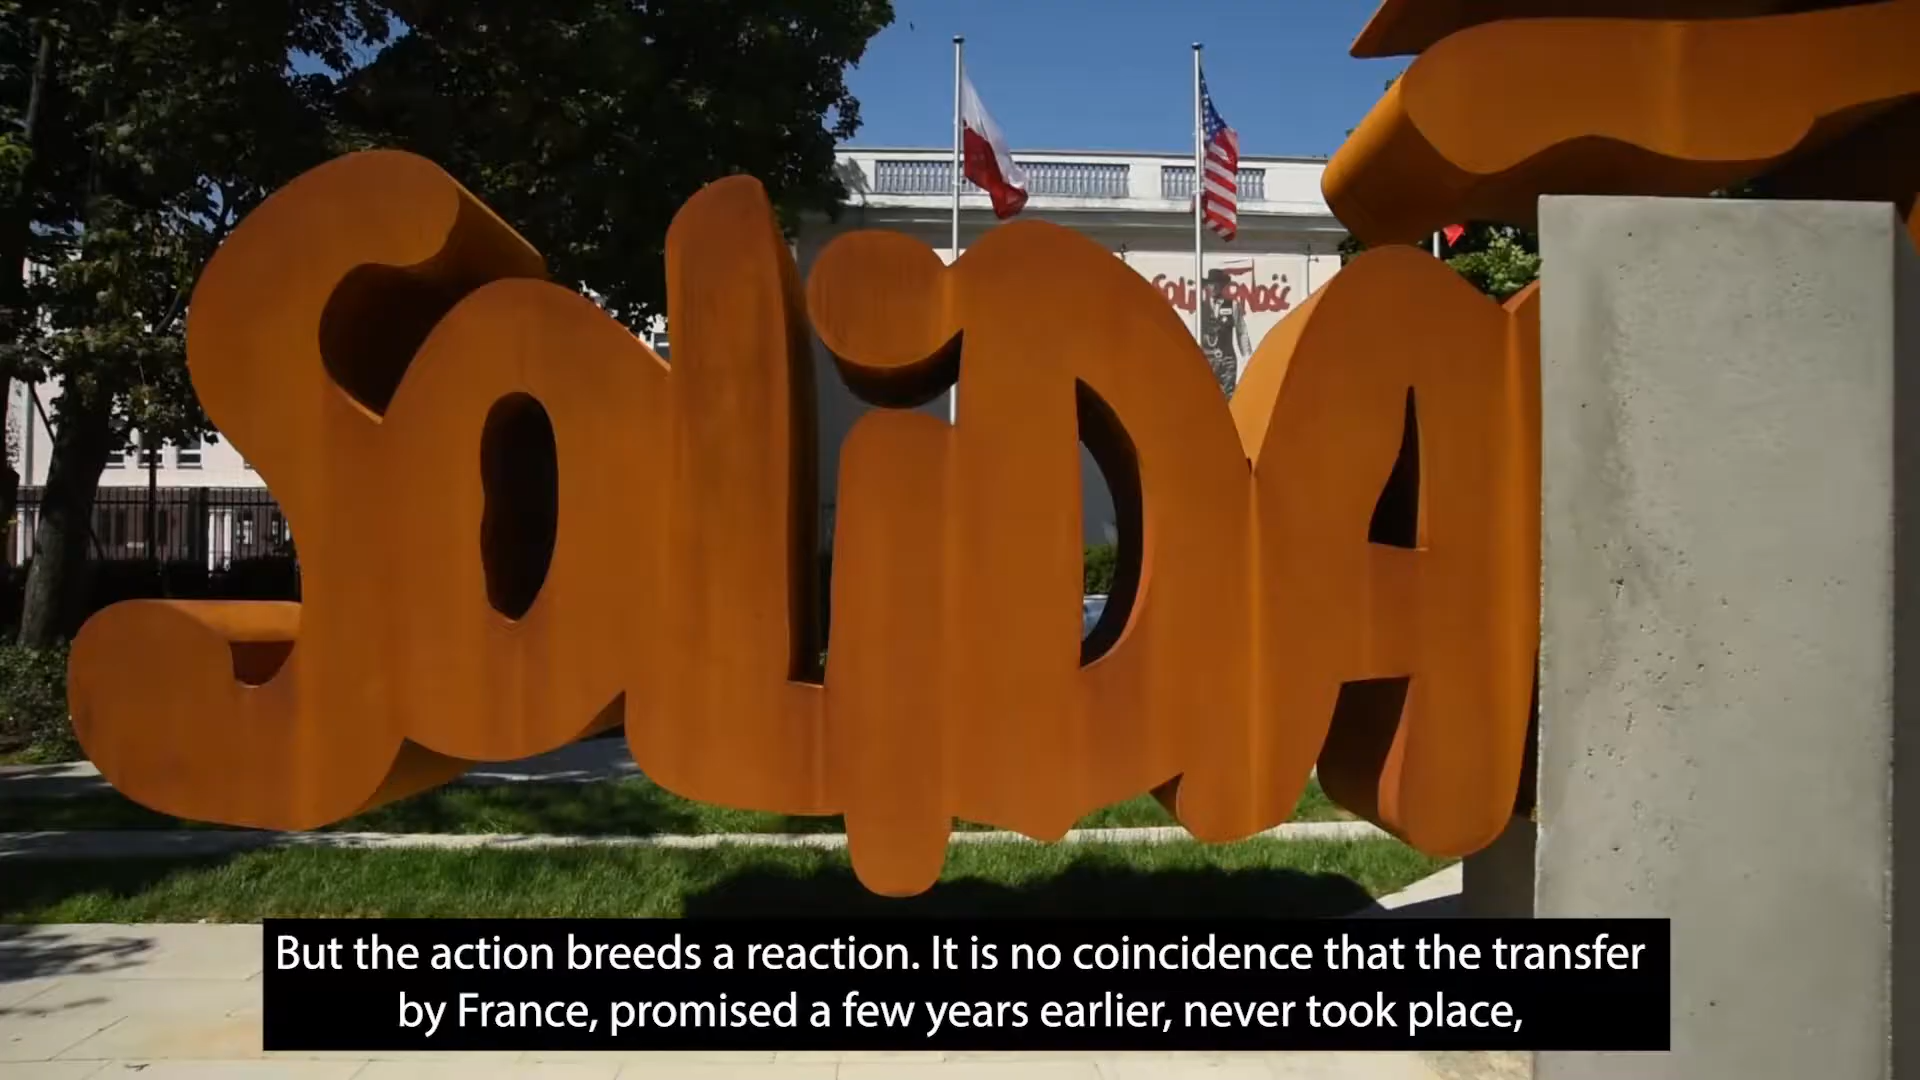 SOLiDA
SOLiDARNOŚĆ
But the action breeds a reaction. It is no coincidence that the transfer
by France, promised a few years earlier, never took place,